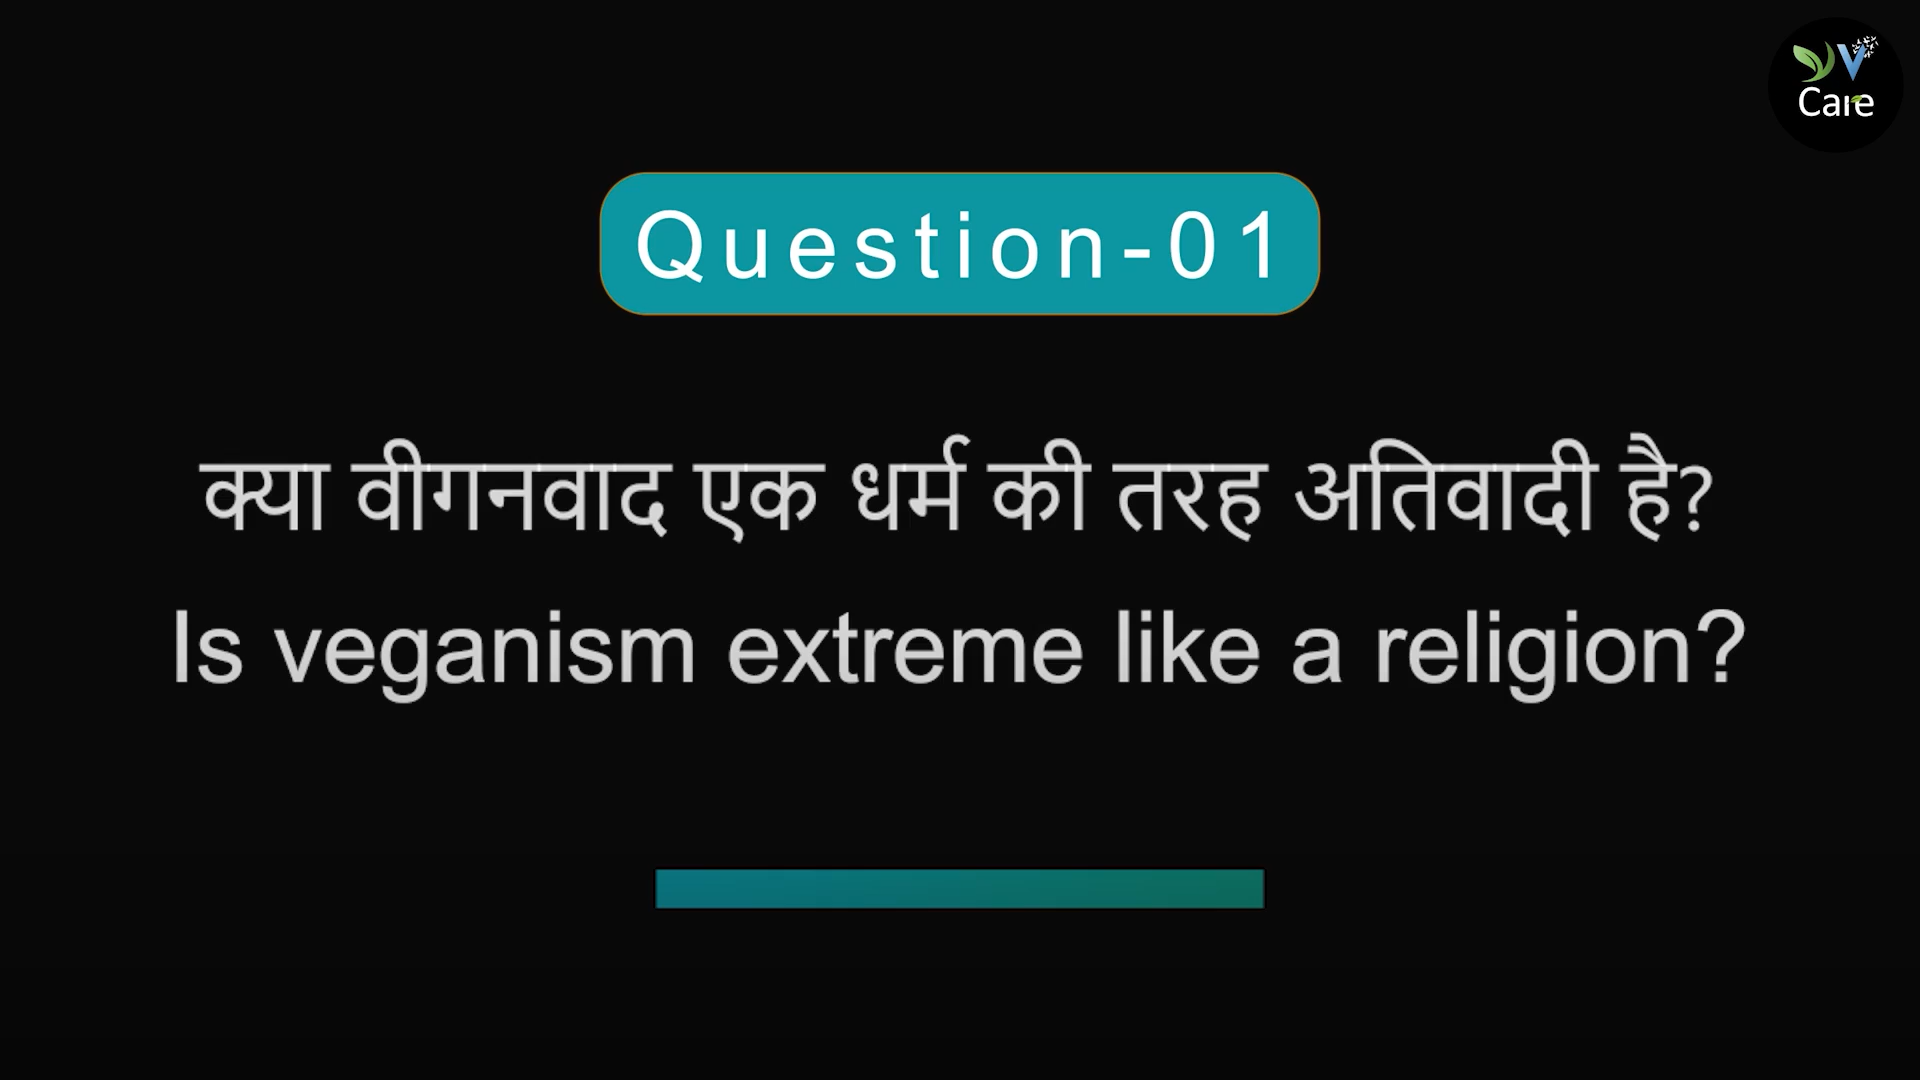 V
Care
Question-01
क्या वीगनवाद एक धर्म की तरह अतिवादी है?
Is veganism extreme like a religion?